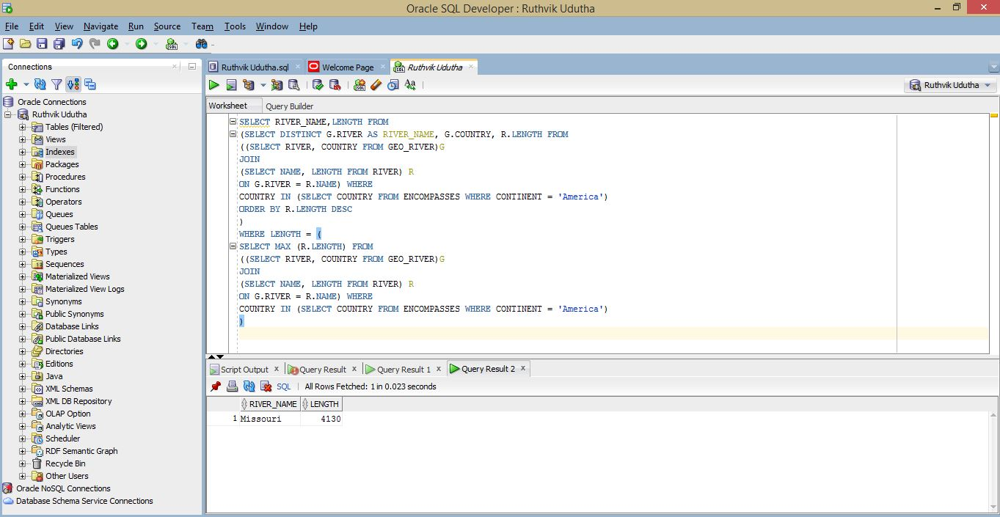 Oracle SQL Developer : Ruthvik Udutha
File Edit View Navigate Run Source Team Tools Window Help
Connections
Oracle Connections
Ruthvik Udutha
Tables (Filtered)
Views
Indexes
Packages
Procedures
Functions
Operators
Queues
Queues Tables
Triggers
Types
Sequences
Materialized Views
Materialized View Logs
Synonyms
Public Synonyms
Database Links
Public Database Links
Directories
Editions
Java
XML Schemas
XML DB Repository
OLAP Option
Analytic Views
Scheduler
RDF Semantic Graph
Recycle Bin
Other Users
Oracle NoSQL Connections
Database Schema Service Connections
Ruthvik Udutha.sql Welcome Page Ruthvik Udutha
Ruthvik Udutha
Worksheet Query Builder
SELECT RIVER_NAME,LENGTH FROM
(SELECT DISTINCT G.RIVER AS RIVER_NAME, G.COUNTRY, R.LENGTH FROM
((SELECT RIVER, COUNTRY FROM GEO_RIVER)G
JOIN
(SELECT NAME, LENGTH FROM RIVER) R
ON G.RIVER = R.NAME) WHERE
COUNTRY IN (SELECT COUNTRY FROM ENCOMPASSES WHERE CONTINENT = 'America')
ORDER BY R.LENGTH DESC
)
WHERE LENGTH = (
SELECT MAX (R.LENGTH) FROM
((SELECT RIVER, COUNTRY FROM GEO_RIVER)G
JOIN
(SELECT NAME, LENGTH FROM RIVER) R
ON G.RIVER = R.NAME) WHERE
COUNTRY IN (SELECT COUNTRY FROM ENCOMPASSES WHERE CONTINENT = 'America')
)
Script Output x Query Result x Query Result 1 x Query Result 2 x
SQL | All Rows Fetched: 1 in 0.023 seconds
RIVER_NAME LENGTH
1 Missouri 4130